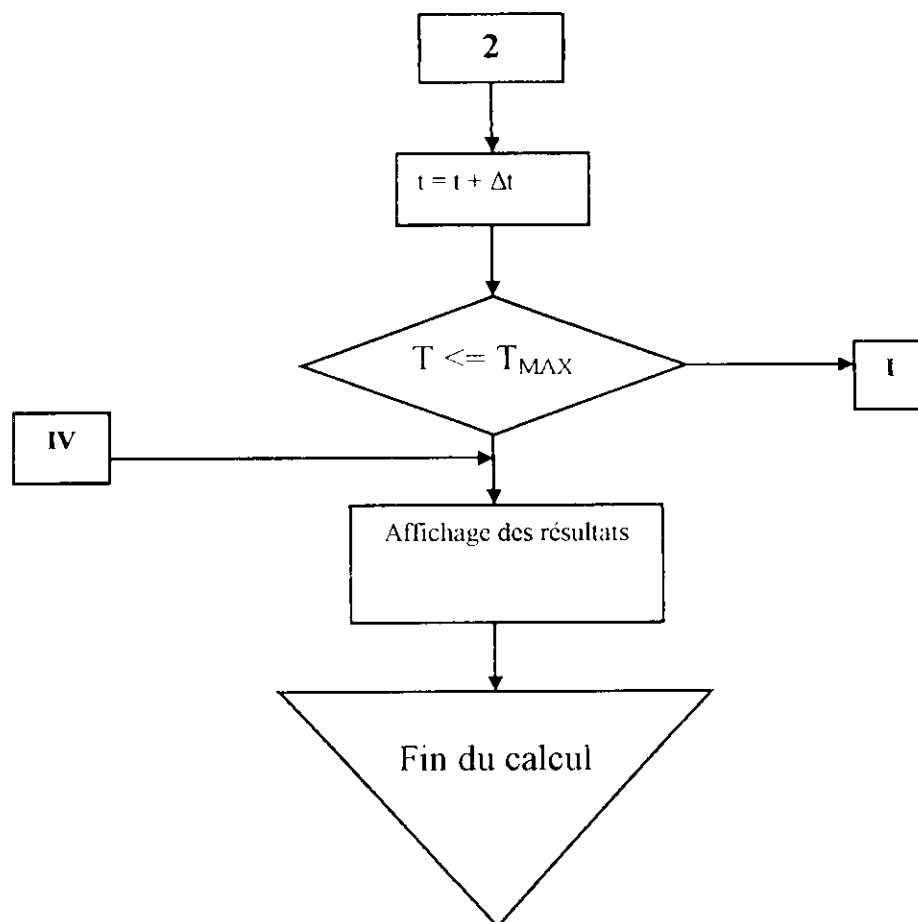 2
t = t + Δt
T <= TMAX
I
IV
Affichage des résultats
Fin du calcul